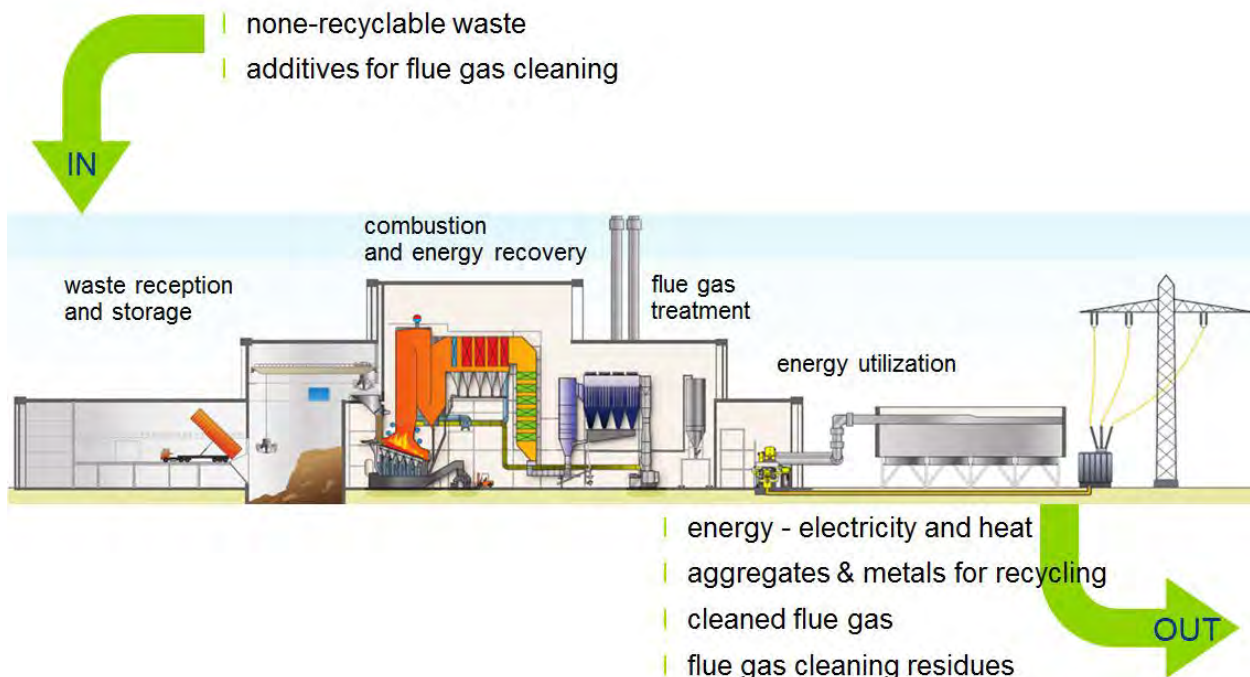 none-recyclable waste
additives for flue gas cleaning
IN
combustion
and energy recovery
waste reception
and storage
flue gas
treatment
energy utilization
energy - electricity and heat
aggregates & metals for recycling
cleaned flue gas
OUT
flue gas cleaning residues